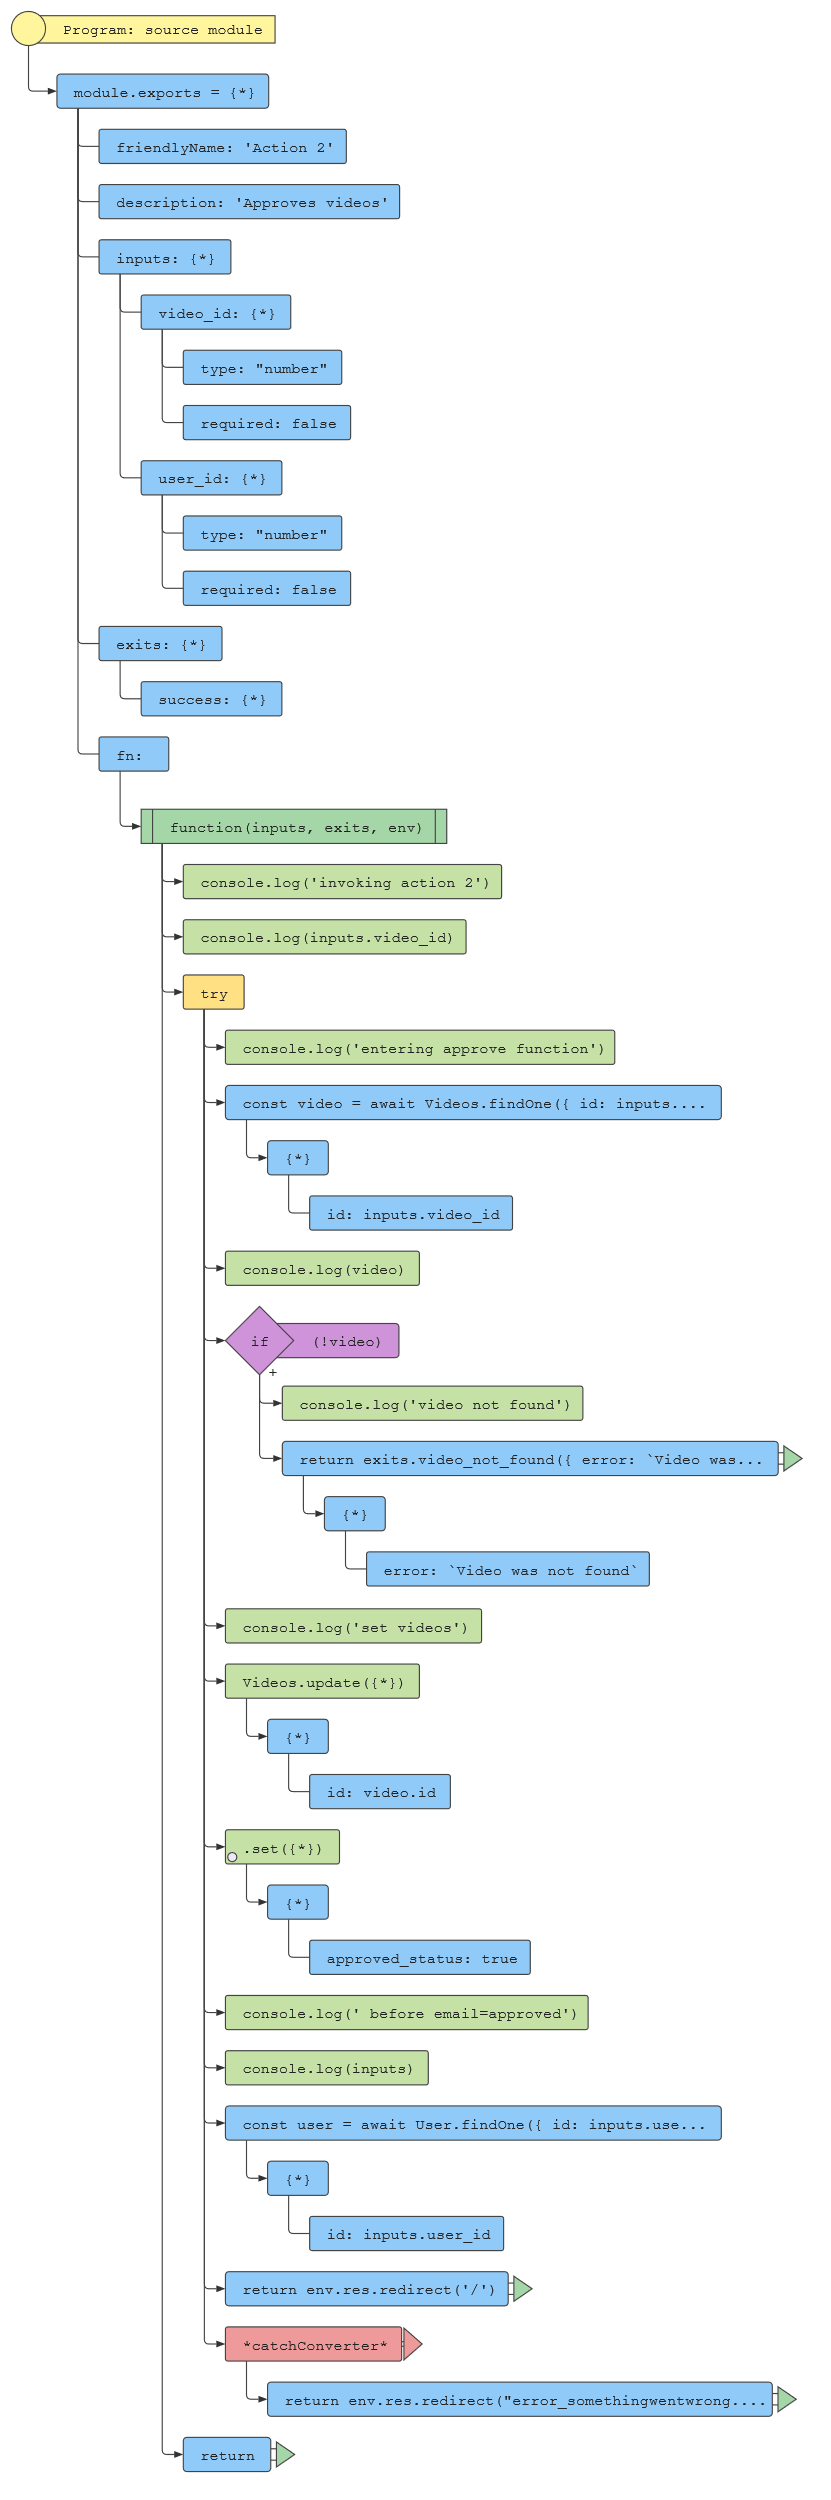 Program: source module
module.exports = {*}
friendlyName: 'Action 2'
description: 'Approves videos'
inputs: {*}
video_id: {*}
type: "number"
required: false
user_id: {*}
type: "number"
required: false
exits: {*}
success: {*}
fn:
function(inputs, exits, env)
console.log('invoking action 2')
console.log(inputs.video_id)
try
console.log('entering approve function')
const video = await Videos.findOne({ id: inputs....
{*}
id: inputs.video_id
console.log(video)
if (!video)
+
console.log('video not found')
return exits.video_not_found({ error: `Video was...
{*}
error: `Video was not found`
console.log('set videos')
Videos.update({*})
{*}
id: video.id
.set({*})
{*}
approved_status: true
console.log(' before email=approved')
console.log(inputs)
const user = await User.findOne({ id: inputs.use...
{*}
id: inputs.user_id
return env.res.redirect('/')
*catchConverter*
return env.res.redirect("error_somethingwentwrong....
return